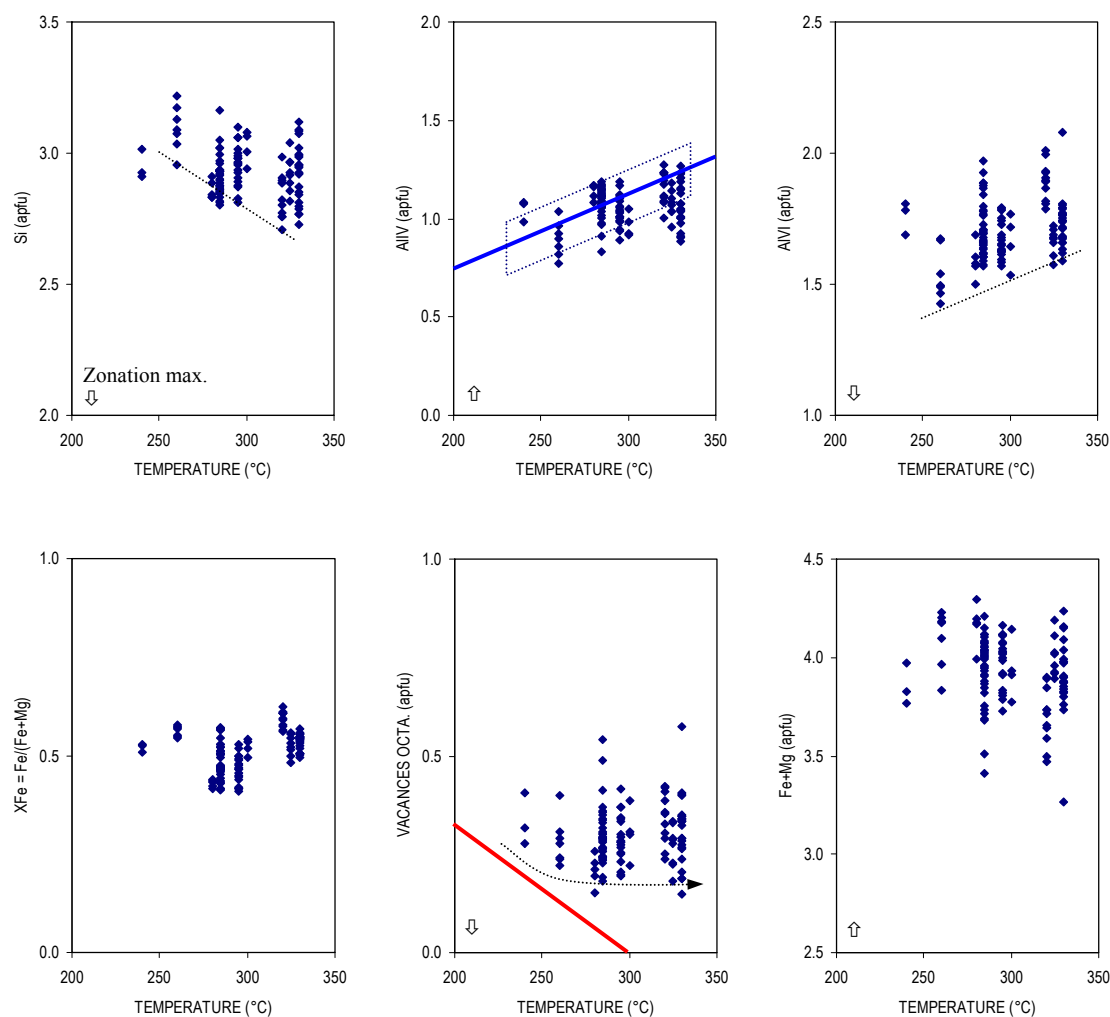 3.5
3.0
2.5
2.0
Si (apfu)
Zonation max.
⇩
200 250 300 350
TEMPERATURE (°C)
2.0
1.5
1.0
0.5
0.0
AlIV (apfu)
⇧
200 250 300 350
TEMPERATURE (°C)
2.5
2.0
1.5
1.0
AlVI (apfu)
⇩
200 250 300 350
TEMPERATURE (°C)
1.0
0.5
0.0
XFe = Fe/(Fe+Mg)
200 250 300 350
TEMPERATURE (°C)
1.0
0.5
0.0
VACANCES OCTA. (apfu)
⇩
200 250 300 350
TEMPERATURE (°C)
4.5
4.0
3.5
3.0
2.5
Fe+Mg (apfu)
⇧
200 250 300 350
TEMPERATURE (°C)